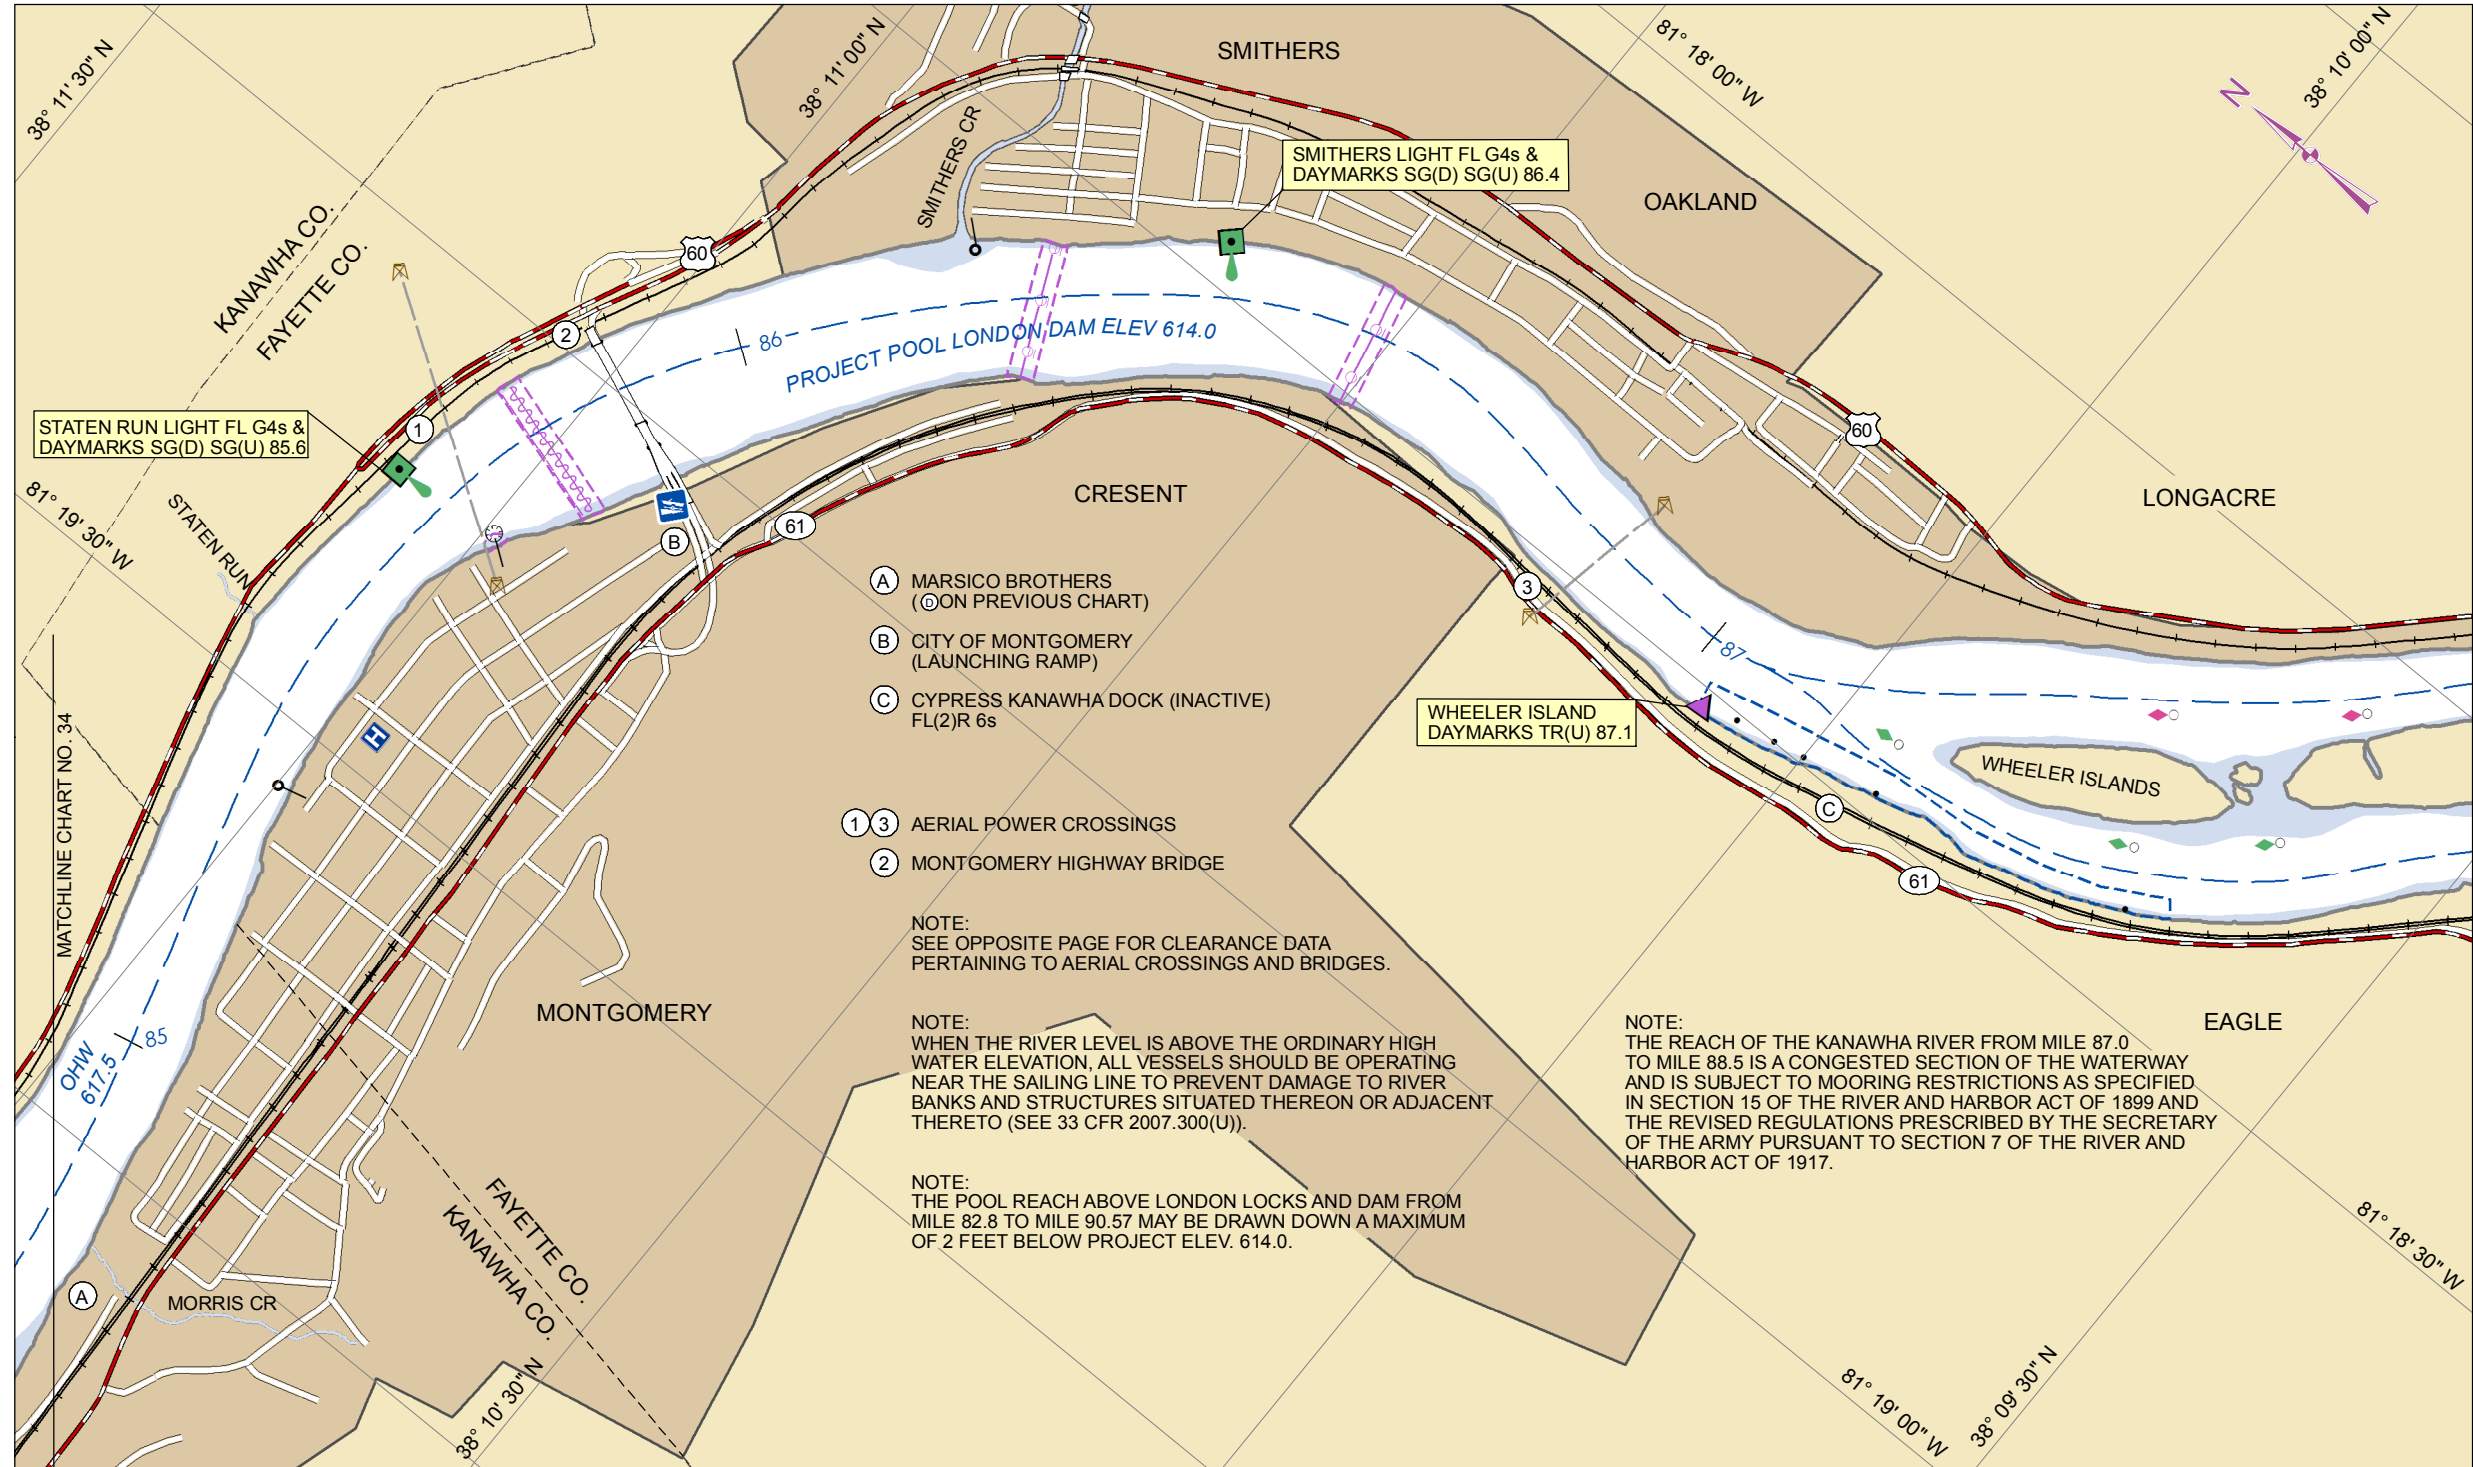 38° 11' 30" N
38° 11' 00" N
SMITHERS
81° 18' 00" W
38° 10' 00" N
N
SMITHERS CR
SMITHERS LIGHT FL G4s &
DAYMARKS SG(D) SG(U) 86.4
OAKLAND
KANAWHA CO.
FAYETTE CO.
60
2
86
PROJECT POOL LONDON DAM ELEV 614.0
1
STATEN RUN LIGHT FL G4s &
DAYMARKS SG(D) SG(U) 85.6
60
81° 19' 30" W
STATEN RUN
CRESENT
LONGACRE
61
B
3
A MARSICO BROTHERS
(D ON PREVIOUS CHART)
B CITY OF MONTGOMERY
(LAUNCHING RAMP)
C CYPRESS KANAWHA DOCK (INACTIVE)
FL(2)R 6s
87
WHEELER ISLAND
DAYMARKS TR(U) 87.1
H
WHEELER ISLANDS
C
61
1 3 AERIAL POWER CROSSINGS
2 MONTGOMERY HIGHWAY BRIDGE
MATCHLINE CHART NO. 34
NOTE:
SEE OPPOSITE PAGE FOR CLEARANCE DATA
PERTAINING TO AERIAL CROSSINGS AND BRIDGES.
MONTGOMERY
EAGLE
OHW
617.5
85
NOTE:
WHEN THE RIVER LEVEL IS ABOVE THE ORDINARY HIGH
WATER ELEVATION, ALL VESSELS SHOULD BE OPERATING
NEAR THE SAILING LINE TO PREVENT DAMAGE TO RIVER
BANKS AND STRUCTURES SITUATED THEREON OR ADJACENT
THERETO (SEE 33 CFR 2007.300(U)).
NOTE:
THE REACH OF THE KANAWHA RIVER FROM MILE 87.0
TO MILE 88.5 IS A CONGESTED SECTION OF THE WATERWAY
AND IS SUBJECT TO MOORING RESTRICTIONS AS SPECIFIED
IN SECTION 15 OF THE RIVER AND HARBOR ACT OF 1899 AND
THE REVISED REGULATIONS PRESCRIBED BY THE SECRETARY
OF THE ARMY PURSUANT TO SECTION 7 OF THE RIVER AND
HARBOR ACT OF 1917.
NOTE:
THE POOL REACH ABOVE LONDON LOCKS AND DAM FROM
MILE 82.8 TO MILE 90.57 MAY BE DRAWN DOWN A MAXIMUM
OF 2 FEET BELOW PROJECT ELEV. 614.0.
FAYETTE CO.
KANAWHA CO.
A
MORRIS CR
38° 10' 30" N
81° 18' 30" W
81° 19' 00" W
38° 09' 30" N